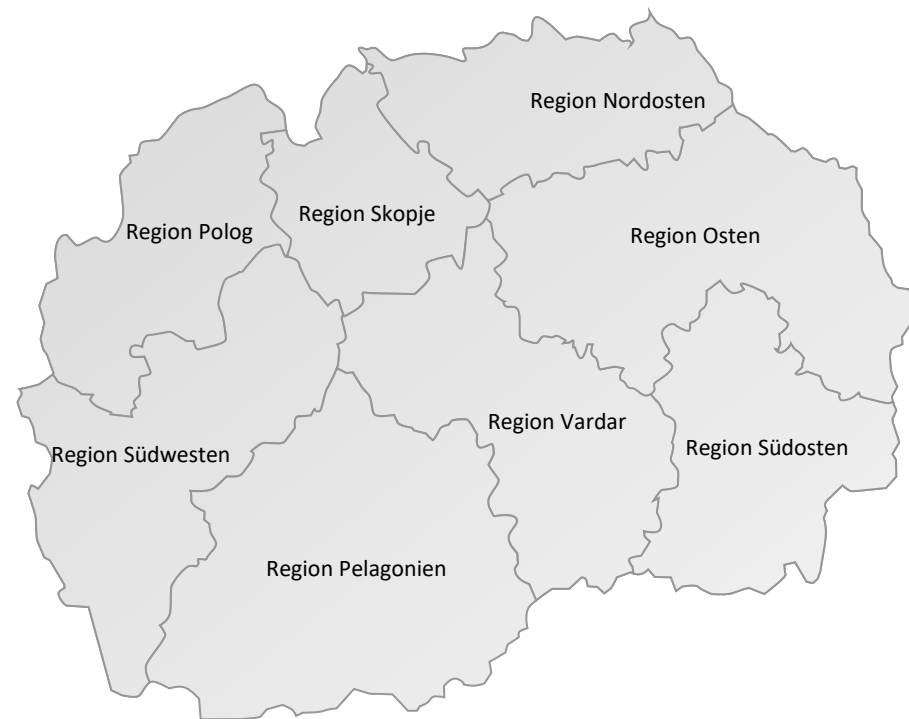 Region Nordosten
Region Skopje
Region Polog
Region Osten
Region Vardar
Region Südosten
Region Südwesten
Region Pelagonien